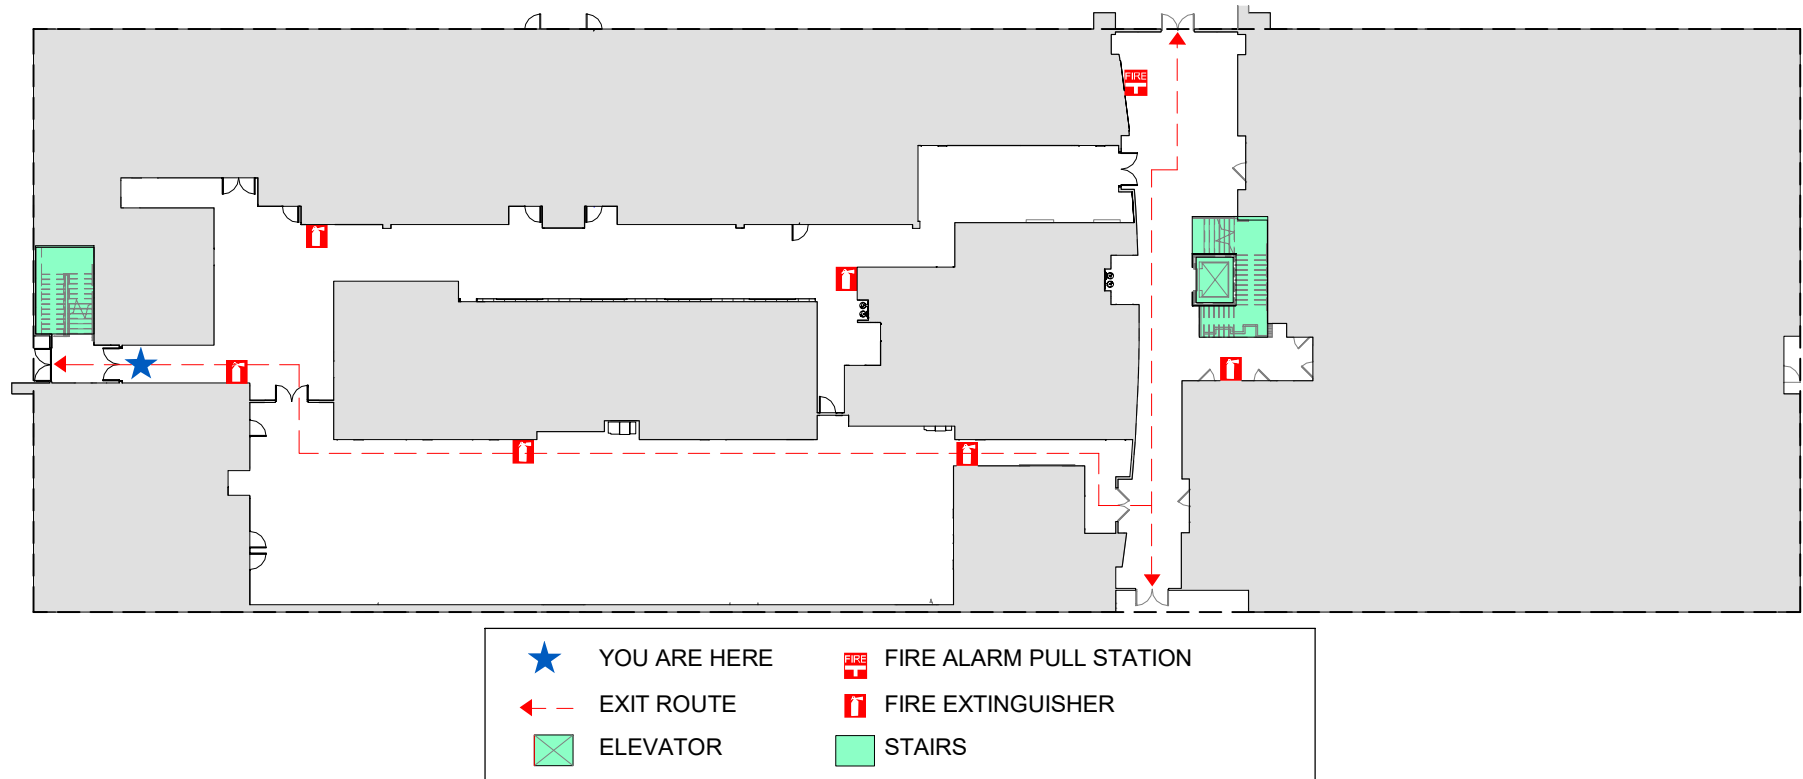 FIRE
YOU ARE HERE
FIRE
FIRE ALARM PULL STATION
EXIT ROUTE
FIRE EXTINGUISHER
ELEVATOR
STAIRS